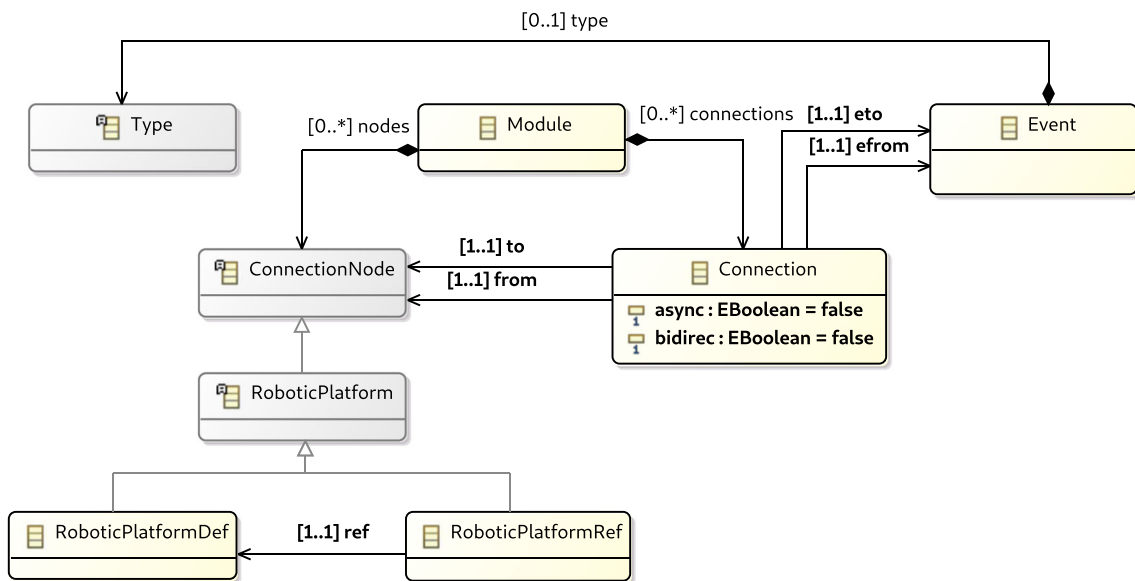 [0..1] type
Type
[0..*] nodes
Module
[0..*] connections
[1..1] eto
[1..1] efrom
Event
ConnectionNode
[1..1] to
[1..1] from
Connection
async : EBoolean = false
bidirec : EBoolean = false
RoboticPlatform
RoboticPlatformDef
[1..1] ref
RoboticPlatformRef